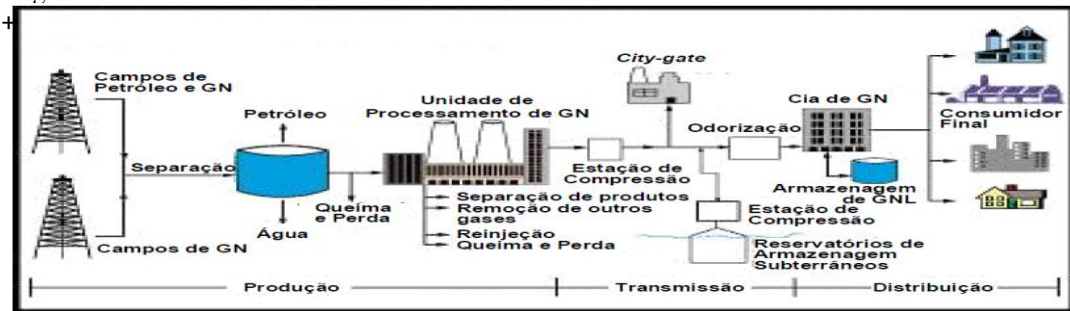 +
City-gate
Campos de
Petróleo e GN
Unidade de
Processamento de GN
Cia de GN
Petróleo
Odorização
Consumidor
Final
Separação
Estação de
Compressão
Queima
e Perda
Água
Separação de produtos
Remoção de outros
gases
Reinjeção
Queima e Perda
Armazenagem
de GNL
Estação de
Compressão
Campos de GN
Reservatórios de
Armazenagem
Subterrâneos
Produção
Transmissão
Distribuição